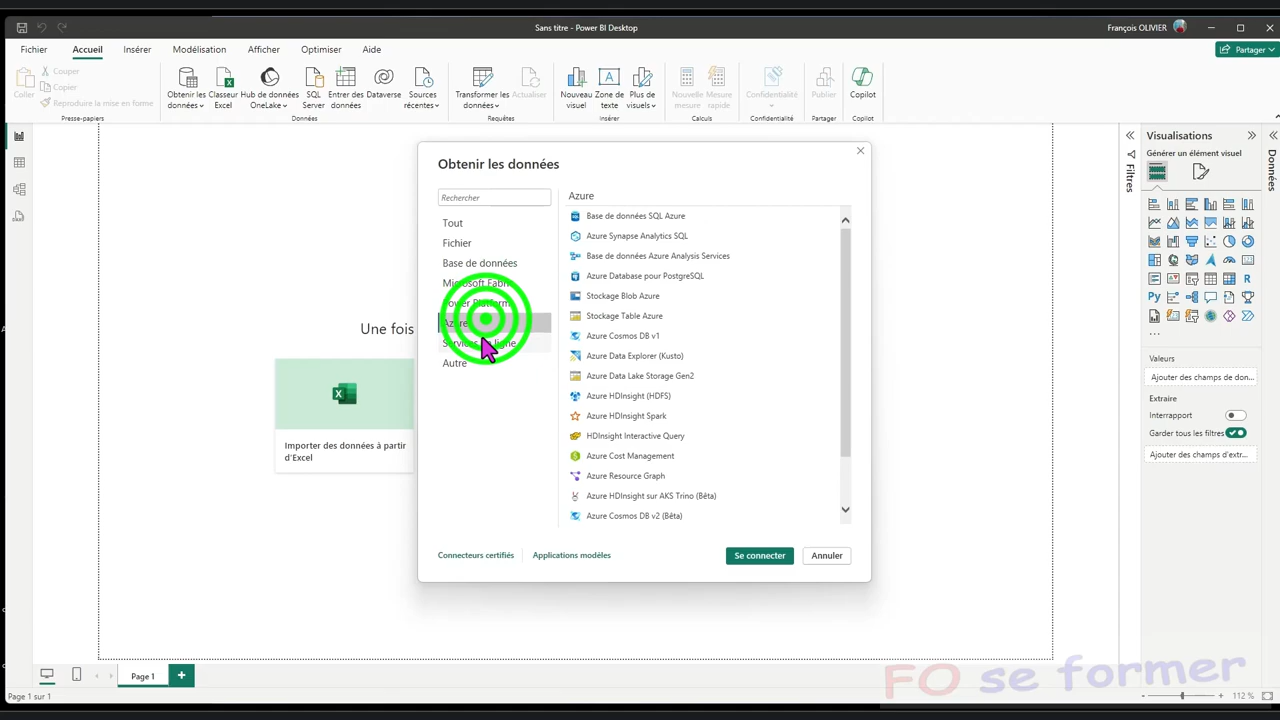 Sans titre - Power BI Desktop
François OLIVIER
Fichier
Accueil
Insérer
Modélisation
Afficher
Optimiser
Aide
Partager
Coller
Couper
Copier
Reproduire la mise en forme
Presse-papiers
Obtenir les données
Classeur Excel
Hub de données OneLake
SQL Server
Entrer des données
Dataverse
Sources récentes
Données
Transformer les données
Actualiser
Requêtes
Nouveau visuel
Zone de texte
Plus de visuels
Insérer
Nouvelle mesure
Mesure rapide
Calculs
Confidentialité
Confidentialité
Publier
Partager
Copilot
Copilot
Obtenir les données
Rechercher
Tout
Fichier
Base de données
Microsoft Fabri
Power Platform
Azure
Services en ligne
Autre
Azure
Base de données SQL Azure
Azure Synapse Analytics SQL
Base de données Azure Analysis Services
Azure Database pour PostgreSQL
Stockage Blob Azure
Stockage Table Azure
Azure Cosmos DB v1
Azure Data Explorer (Kusto)
Azure Data Lake Storage Gen2
Azure HDInsight (HDFS)
Azure HDInsight Spark
HDInsight Interactive Query
Azure Cost Management
Azure Resource Graph
Azure HDInsight sur AKS Trino (Bêta)
Azure Cosmos DB v2 (Bêta)
Connecteurs certifiés
Applications modèles
Se connecter
Annuler
Une fois
Importer des données à partir
d'Excel
Filtres
Visualisations
Générer un élément visuel
Données
R
Py
...
Valeurs
Ajouter des champs de don...
Extraire
Interrapport
Garder tous les filtres
Ajouter des champs d'extr...
Page 1
Page 1 sur 1
FO se former
112 %